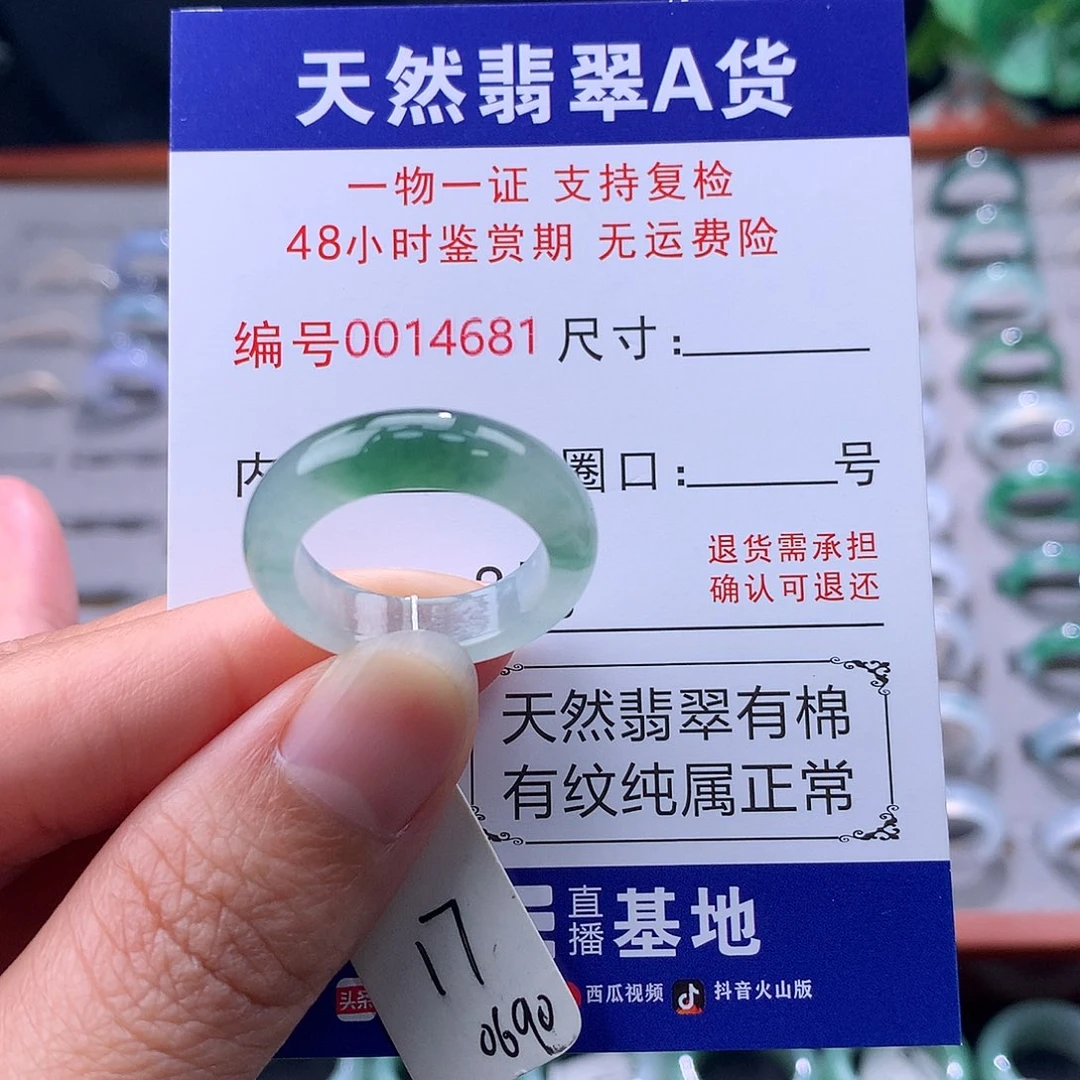 天然翡翠A货
一物一证 支持复检
48小时鉴赏期 无运费险
编号0014681 尺寸:
内 圈口: 号
退货需承担
确认可退还
天然翡翠有棉
有纹纯属正常
直播基地
头条 西瓜视频 抖音火山版
17
0690